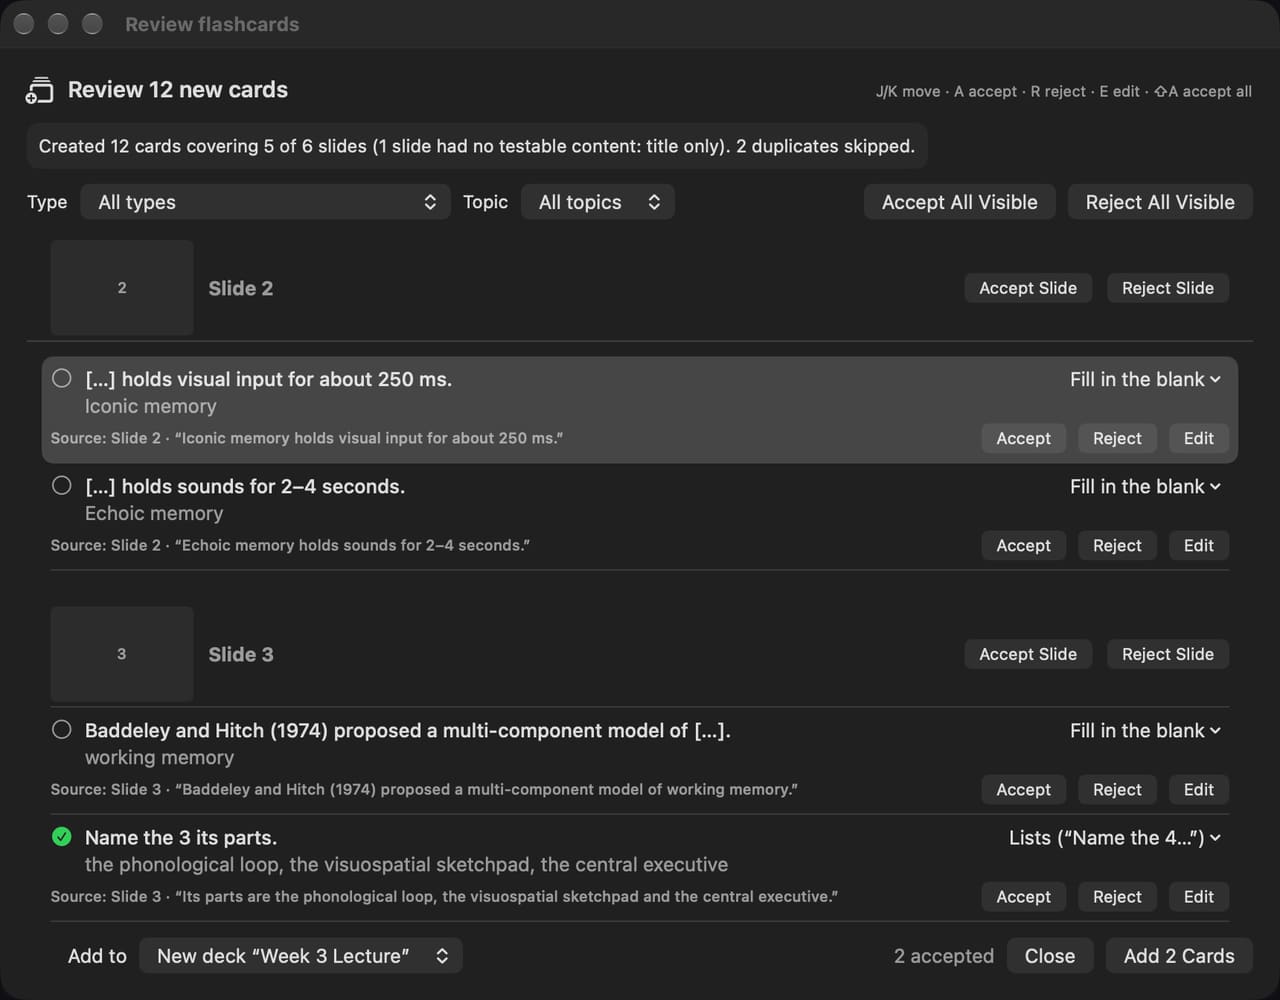 Review flashcards
Review 12 new cards
J/K move · A accept · R reject · E edit · ⇧A accept all
Created 12 cards covering 5 of 6 slides (1 slide had no testable content: title only). 2 duplicates skipped.
Type All types Topic All topics Accept All Visible Reject All Visible
2 Slide 2 Accept Slide Reject Slide
[...] holds visual input for about 250 ms. Fill in the blank
Iconic memory
Source: Slide 2 · “Iconic memory holds visual input for about 250 ms.” Accept Reject Edit
[...] holds sounds for 2–4 seconds. Fill in the blank
Echoic memory
Source: Slide 2 · “Echoic memory holds sounds for 2–4 seconds.” Accept Reject Edit
3 Slide 3 Accept Slide Reject Slide
Baddeley and Hitch (1974) proposed a multi-component model of [...]. Fill in the blank
working memory
Source: Slide 3 · “Baddeley and Hitch (1974) proposed a multi-component model of working memory.” Accept Reject Edit
Name the 3 its parts. Lists (“Name the 4...”)
the phonological loop, the visuospatial sketchpad, the central executive
Source: Slide 3 · “Its parts are the phonological loop, the visuospatial sketchpad and the central executive.” Accept Reject Edit
Add to New deck “Week 3 Lecture” 2 accepted Close Add 2 Cards